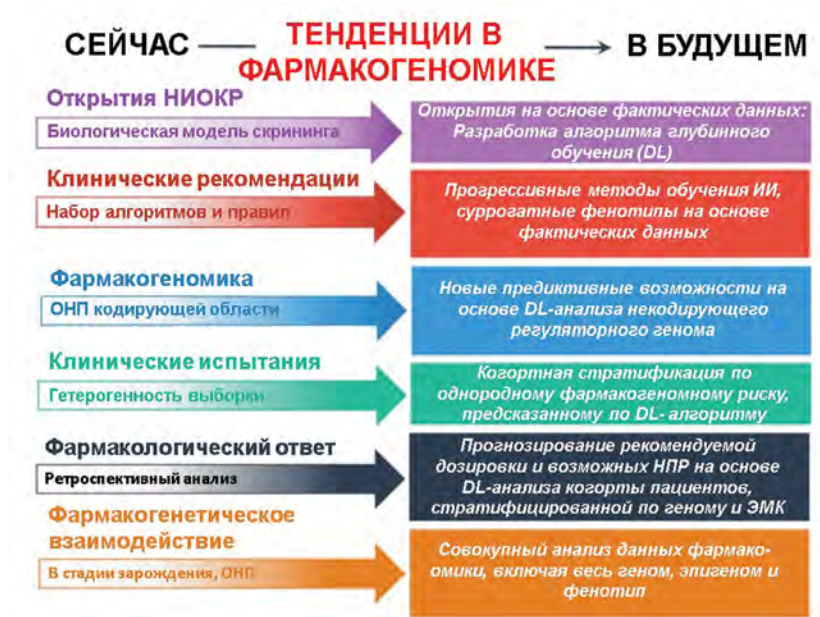 СЕЙЧАС
ТЕНДЕНЦИИ В
ФАРМАКОГЕНОМИКЕ
В БУДУЩЕМ
Открытия НИОКР
Биологическая модель скрининга
Открытия на основе фактических данных:
Разработка алгоритма глубинного
обучения (DL)
Клинические рекомендации
Набор алгоритмов и правил
Прогрессивные методы обучения ИИ,
суррогатные фенотипы на основе
фактических данных
Фармакогеномика
ОНП кодирующей области
Новые предиктивные возможности на
основе DL-анализа некодирующего
регуляторного генома
Клинические испытания
Гетерогенность выборки
Когортная стратификация по
однородному фармакогеномному риску,
предсказанному по DL- алгоритму
Фармакологический ответ
Ретроспективный анализ
Прогнозирование рекомендуемой
дозировки и возможных НПР на основе
DL-анализа когорты пациентов,
стратифицированной по геному и ЭМК
Фармакогенетическое
взаимодействие
В стадии зарождения, ОНП
Совокупный анализ данных фармако-
омики, включая весь геном, эпигеном и
фенотип